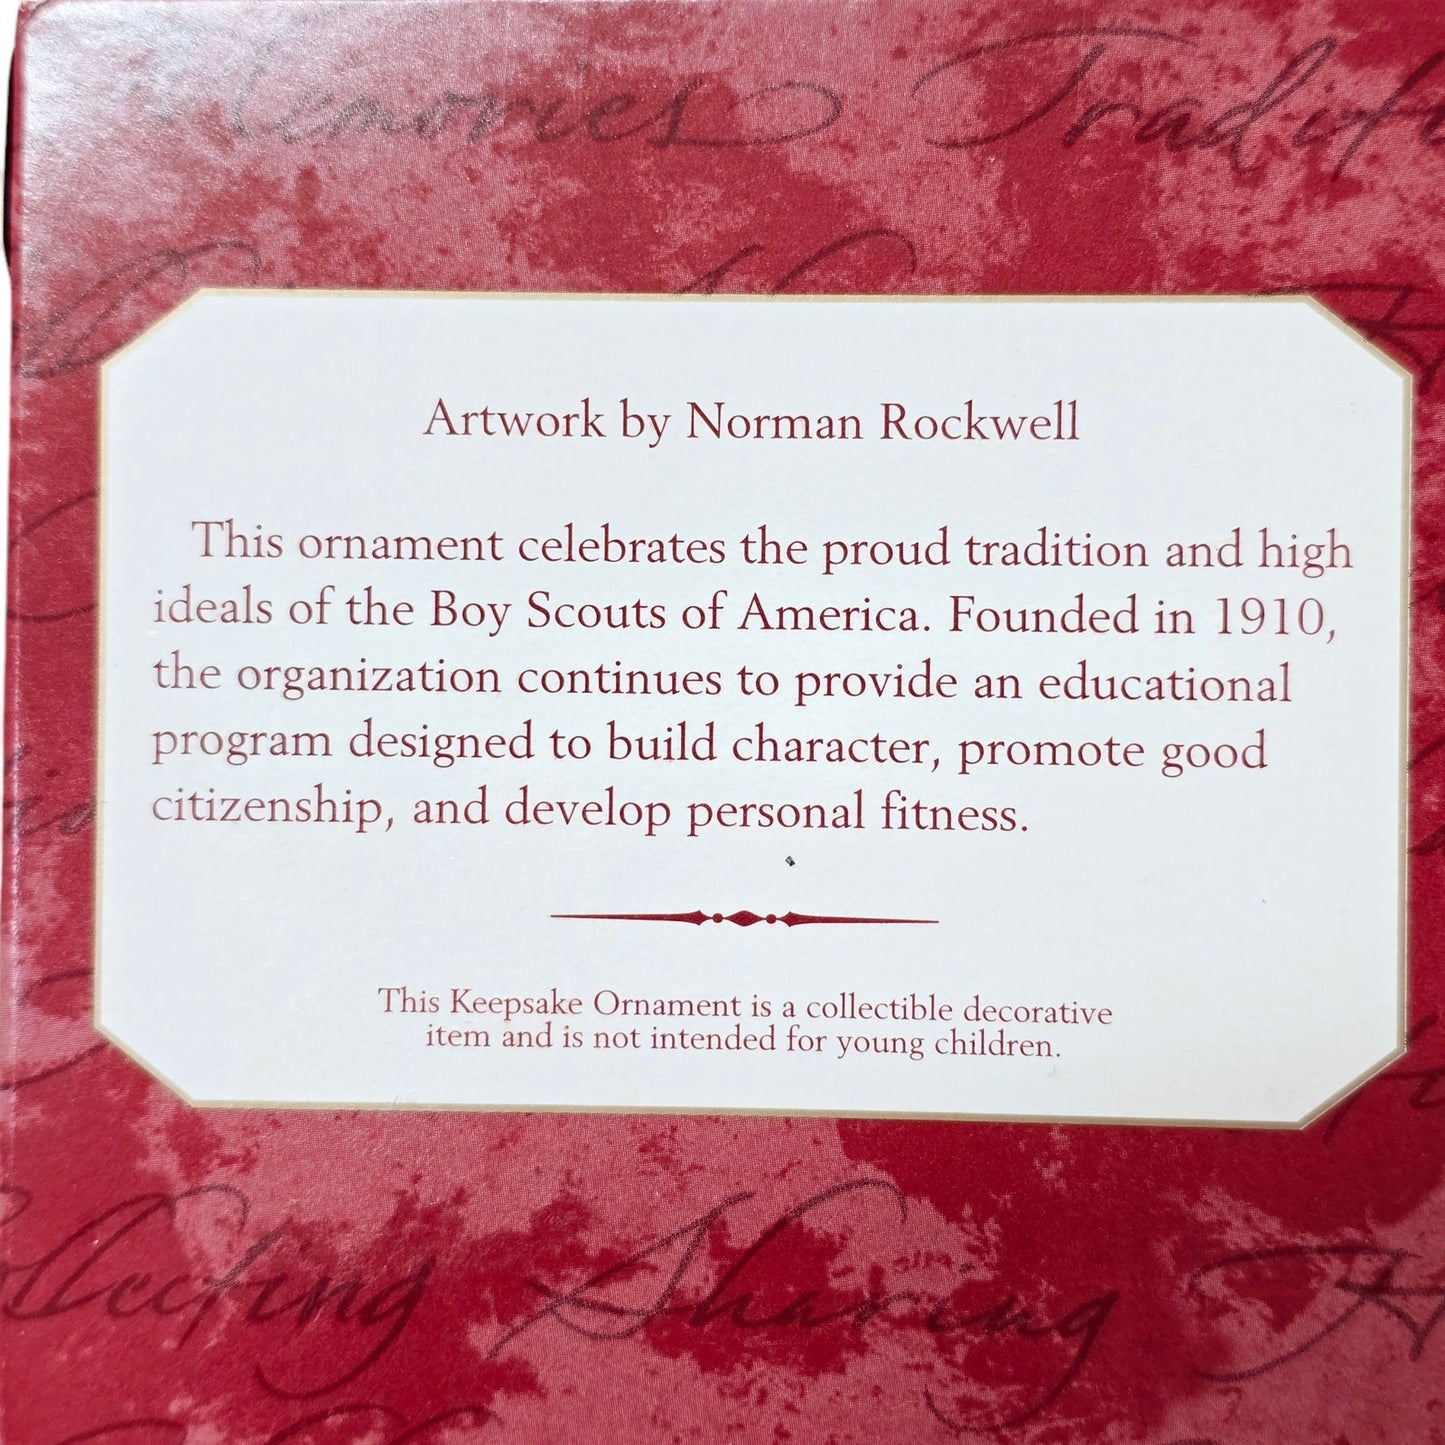 Memories Tradit
Artwork by Norman Rockwell
This ornament celebrates the proud tradition and high
ideals of the Boy Scouts of America. Founded in 1910,
the organization continues to provide an educational
program designed to build character, promote good
citizenship, and develop personal fitness.
This Keepsake Ornament is a collectible decorative
item and is not intended for young children.
ollecting Sharing